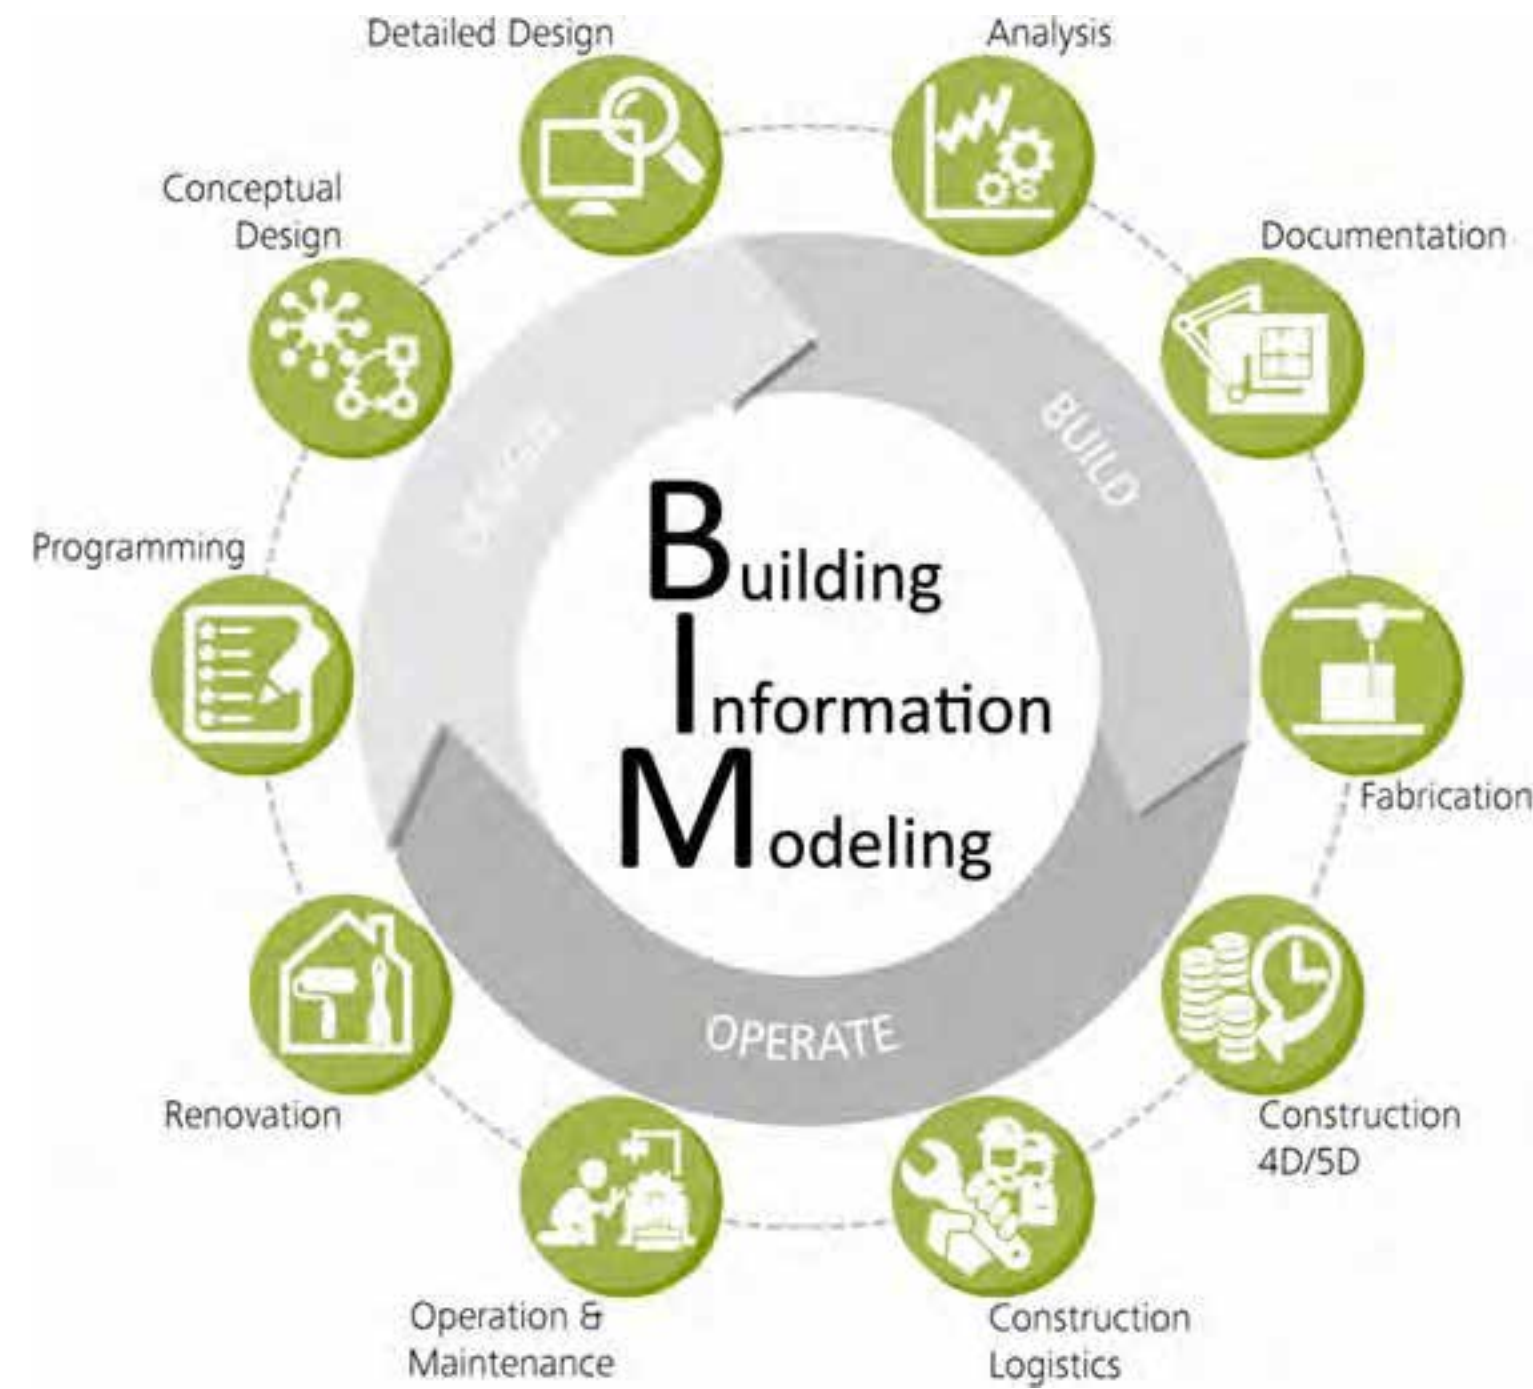 Detailed Design
Analysis
Conceptual
Design
Documentation
BUILD
Programming
Building
Information
Modeling
Fabrication
OPERATE
Renovation
Construction
4D/5D
Operation &
Maintenance
Construction
Logistics